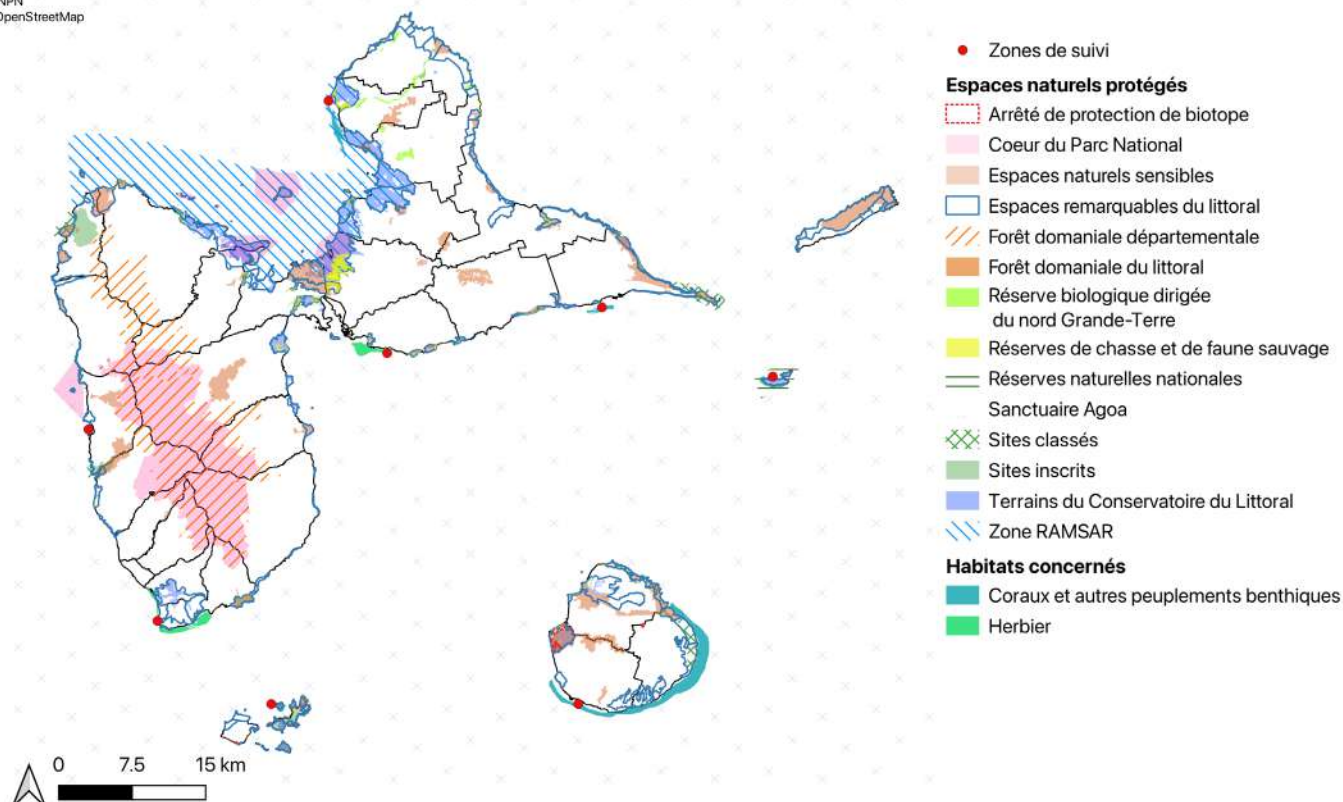 OpenStreetMap
Zones de suivi
Espaces naturels protégés
Arrêté de protection de biotope
Coeur du Parc National
Espaces naturels sensibles
Espaces remarquables du littoral
Forêt domaniale départementale
Forêt domaniale du littoral
Réserve biologique dirigée
du nord Grande-Terre
Réserves de chasse et de faune sauvage
Réserves naturelles nationales
Sanctuaire Agoa
Sites classés
Sites inscrits
Terrains du Conservatoire du Littoral
Zone RAMSAR
Habitats concernés
Coraux et autres peuplements benthiques
Herbier
0 7.5 15 km